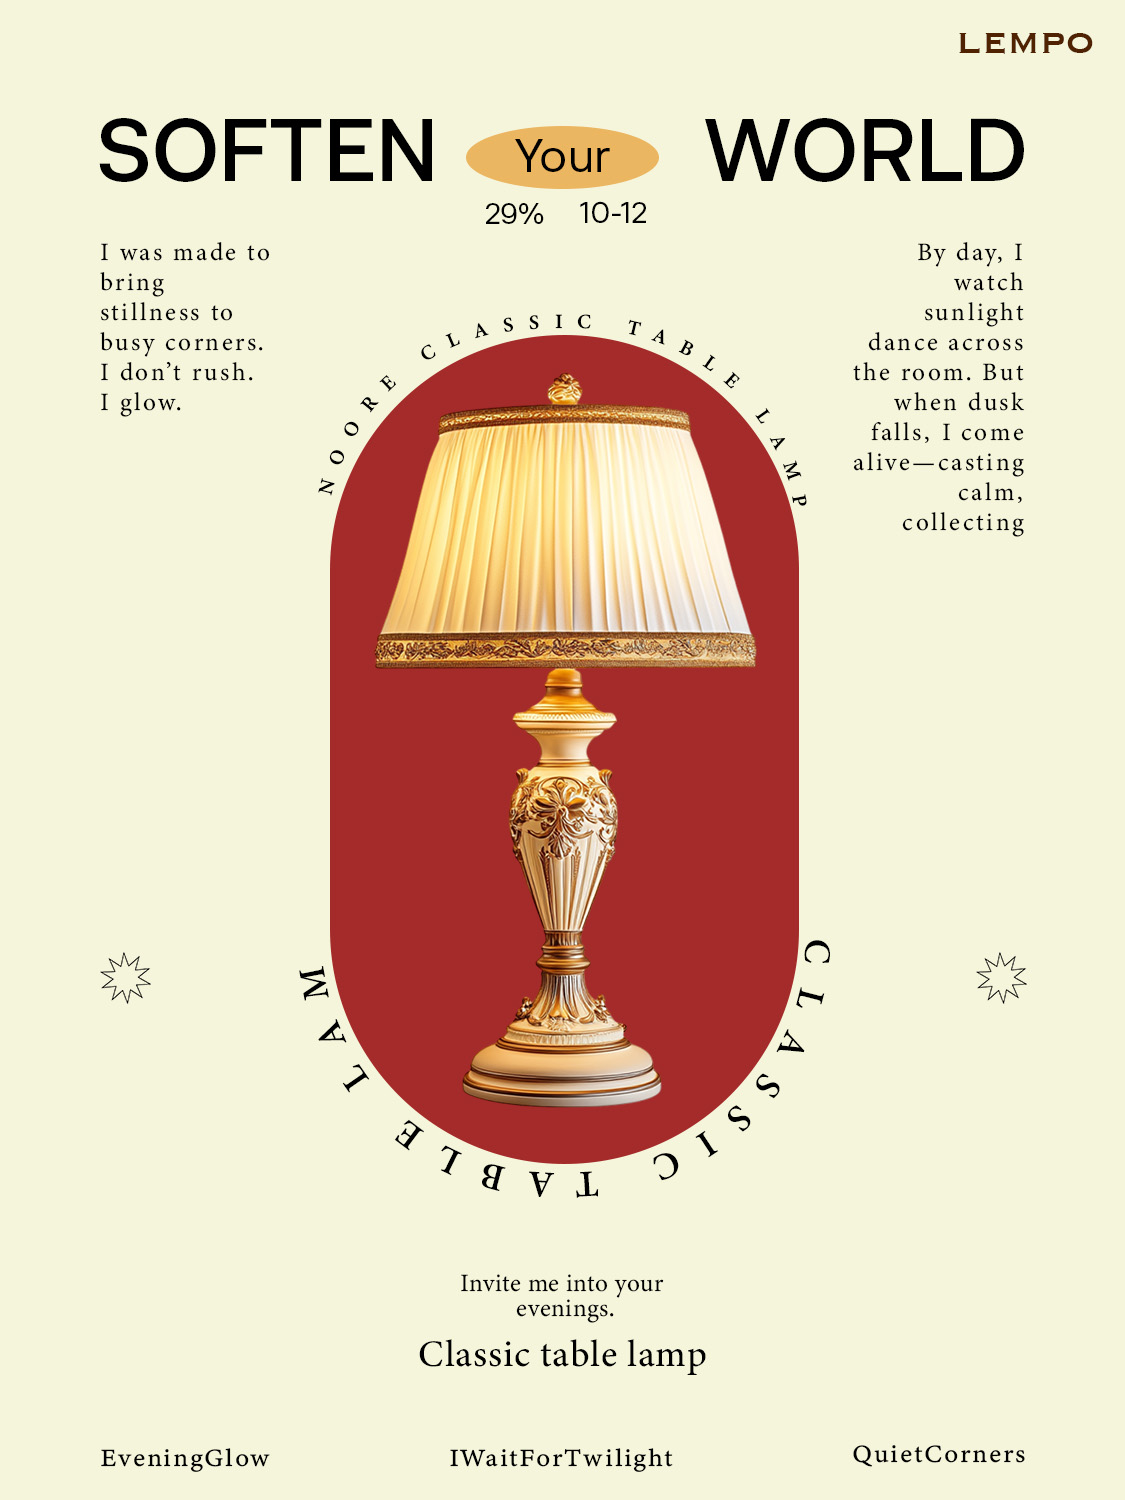 LEMPO
SOFTEN Your WORLD
29% 10-12
I was made to
bring
stillness to
busy corners.
I don’t rush.
I glow.
By day, I
watch
sunlight
dance across
the room. But
when dusk
falls, I come
alive—casting
calm,
collecting
NOORE CLASSIC TABLE LAMP
CLASSIC TABLE LAM
Invite me into your
evenings.
Classic table lamp
EveningGlow
IWaitForTwilight
QuietCorners